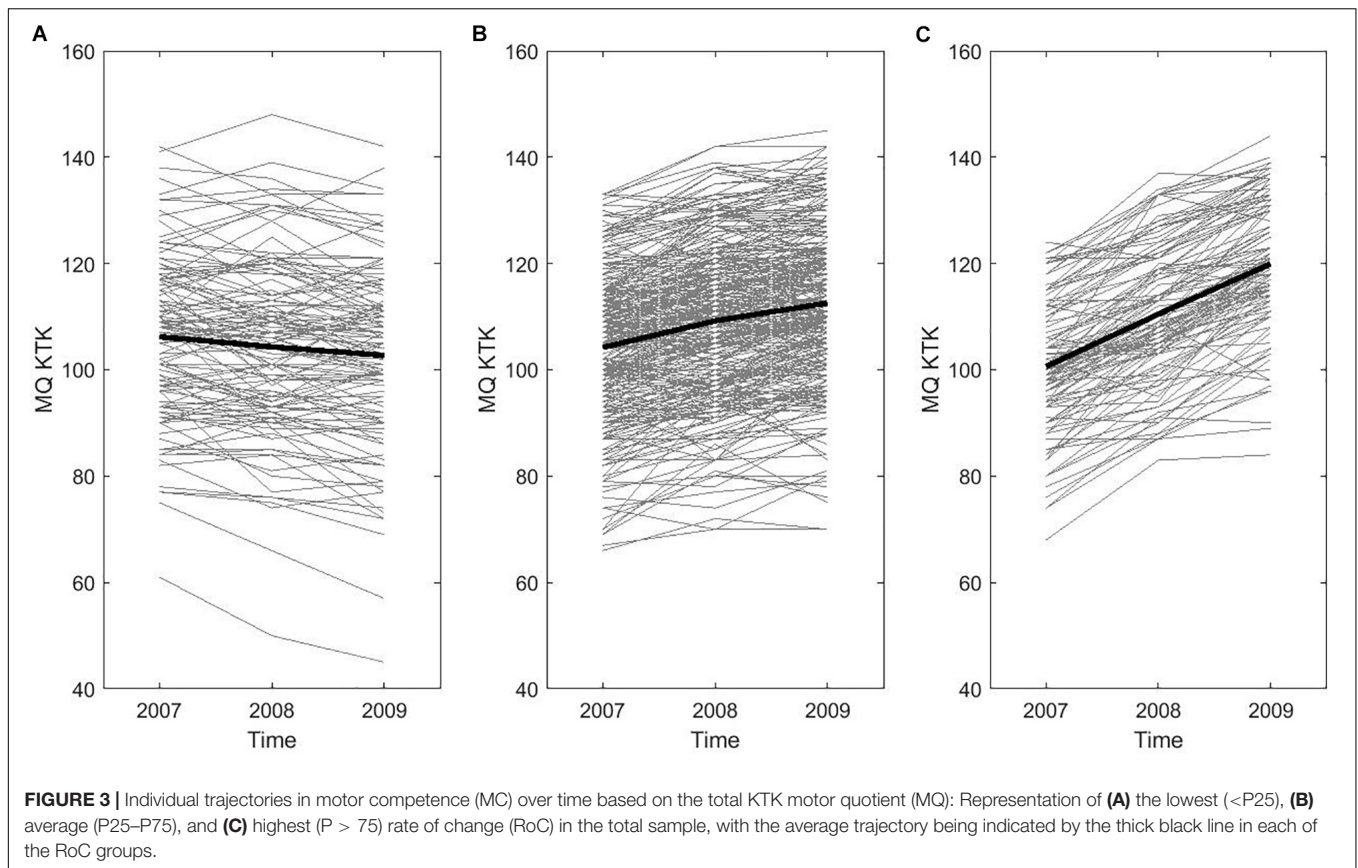 A
B
C
160
140
120
100
80
60
40
MQ KTK
2007
2008
2009
Time
160
140
120
100
80
60
40
MQ KTK
2007
2008
2009
Time
160
140
120
100
80
60
40
MQ KTK
2007
2008
2009
Time
FIGURE 3 | Individual trajectories in motor competence (MC) over time based on the total KTK motor quotient (MQ): Representation of (A) the lowest (<P25), (B)
average (P25–P75), and (C) highest (P > 75) rate of change (RoC) in the total sample, with the average trajectory being indicated by the thick black line in each of
the RoC groups.